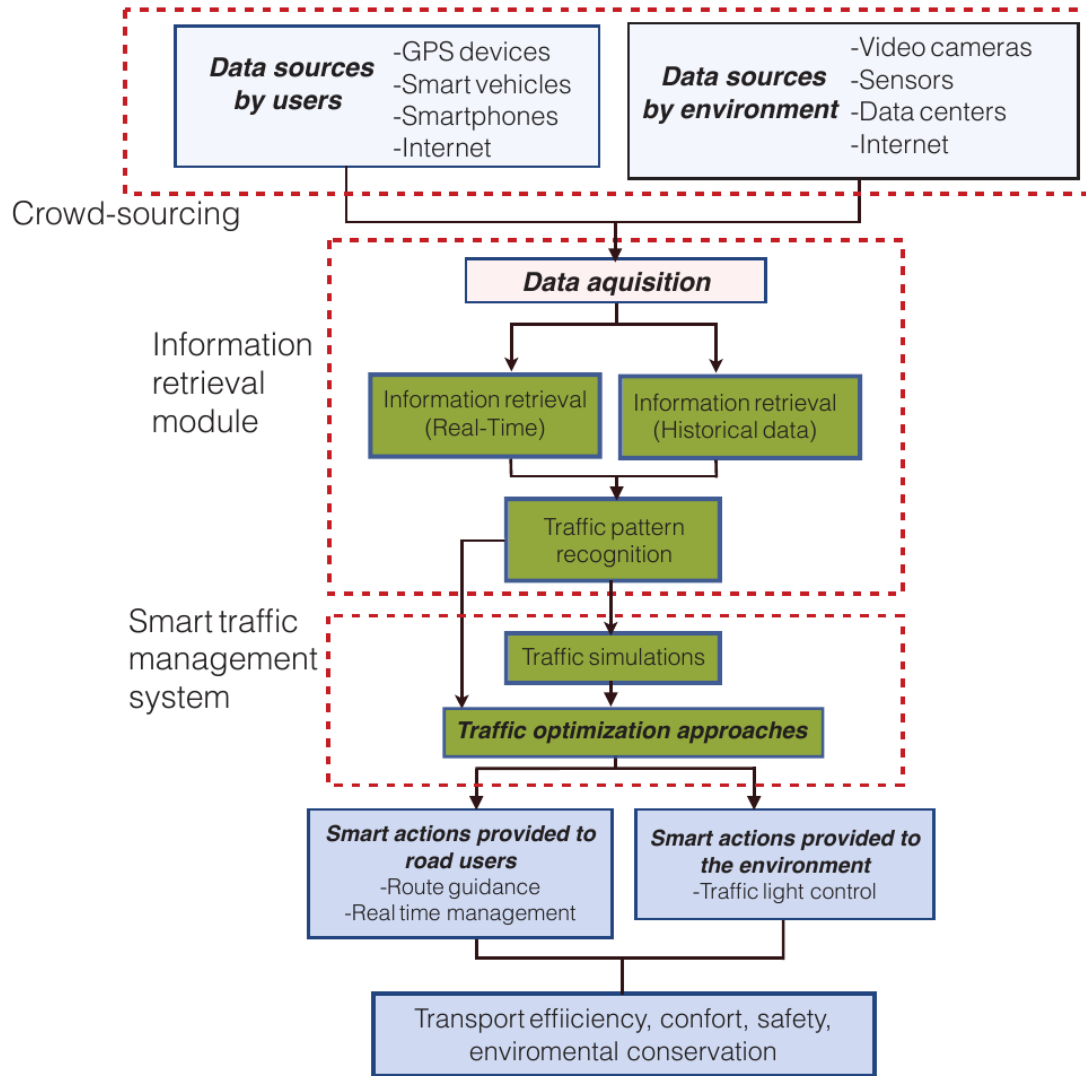 Data sources
by users
-GPS devices
-Smart vehicles
-Smartphones
-Internet
Data sources
by environment
-Video cameras
-Sensors
-Data centers
-Internet
Crowd-sourcing
Data aquisition
Information
retrieval
module
Information retrieval
(Real-Time)
Information retrieval
(Historical data)
Traffic pattern
recognition
Smart traffic
management
system
Traffic simulations
Traffic optimization approaches
Smart actions provided to
road users
-Route guidance
-Real time management
Smart actions provided to
the environment
-Traffic light control
Transport effiiciency, confort, safety,
enviromental conservation